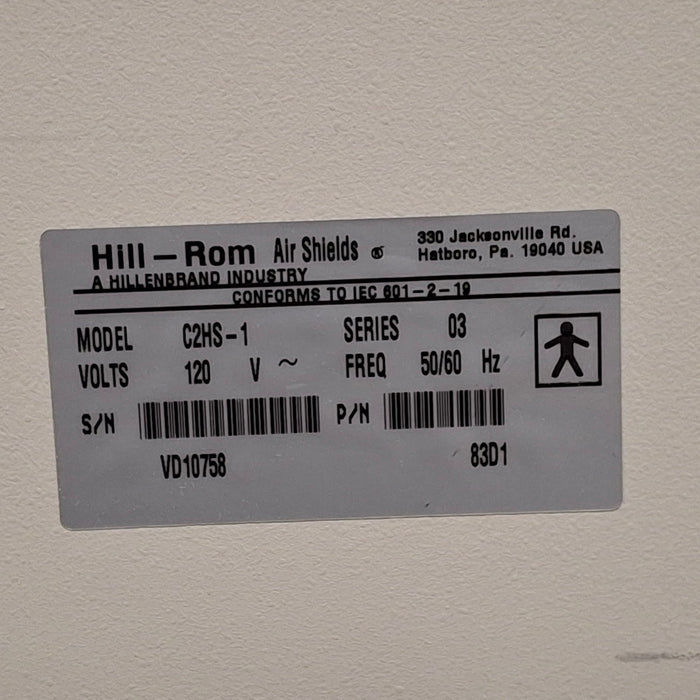 Hill-Rom Air Shields ®
330 Jacksonville Rd.
Hatboro, Pa. 19040 USA
A HILLENBRAND INDUSTRY
CONFORMS TO IEC 601-2-19
MODEL C2HS-1 SERIES 03
VOLTS 120 V ~ FREQ 50/60 Hz
S/N P/N
VD10758 83D1